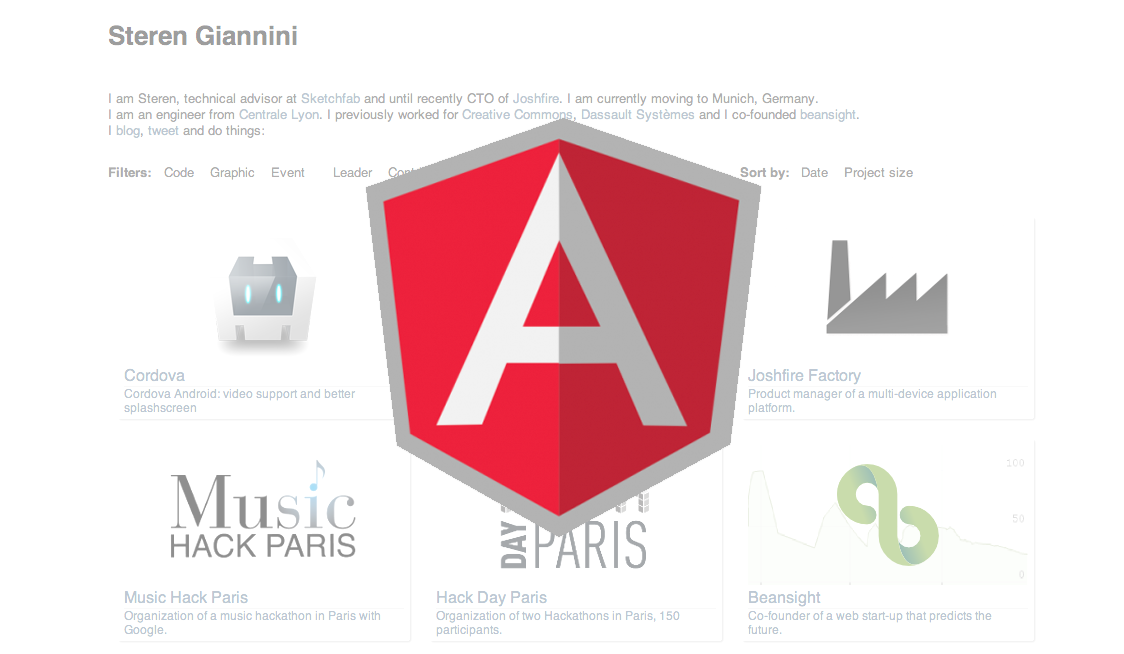 Steren Giannini
I am Steren, technical advisor at Sketchfab and until recently CTO of Joshfire. I am currently moving to Munich, Germany.
I am an engineer from Centrale Lyon. I previously worked for Creative Commons, Dassault Systèmes and I co-founded beansight.
I blog, tweet and do things:
Filters: Code Graphic Event Leader
Sort by: Date Project size
A
Cordova
Cordova Android: video support and better
splashscreen
Joshfire Factory
Product manager of a multi-device application
platform.
Music
HACK PARIS
DAY PARIS
100
50
0
Music Hack Paris
Organization of a music hackathon in Paris with
Google.
Hack Day Paris
Organization of two Hackathons in Paris, 150
participants.
Beansight
Co-founder of a web start-up that predicts the
future.